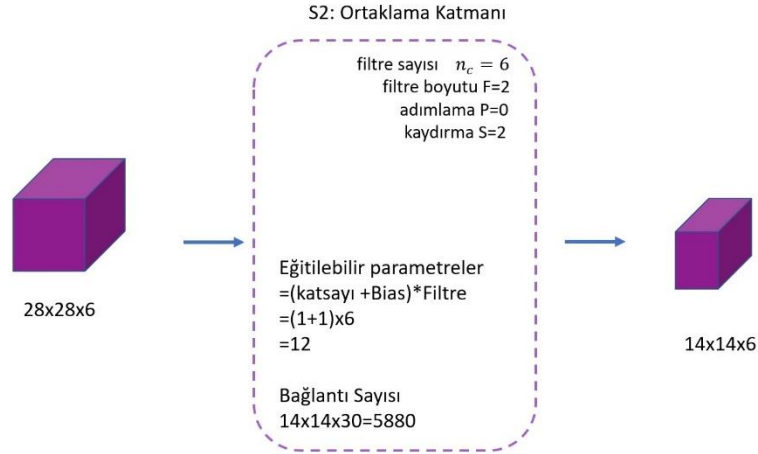 S2: Ortaklama Katmanı
filtre sayısı n_c = 6
filtre boyutu F=2
adımlama P=0
kaydırma S=2
28x28x6
Eğitilebilir parametreler
=(katsayı +Bias)*Filtre
=(1+1)x6
=12
Bağlantı Sayısı
14x14x30=5880
14x14x6